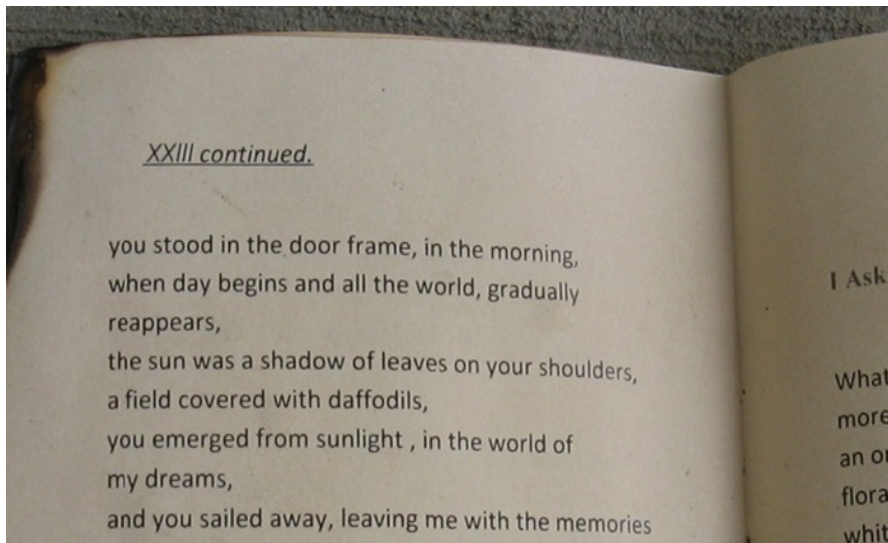 XXIII continued.
you stood in the door frame, in the morning,
when day begins and all the world, gradually
reappears,
the sun was a shadow of leaves on your shoulders,
a field covered with daffodils,
you emerged from sunlight , in the world of
my dreams,
and you sailed away, leaving me with the memories
I Ask
What
more
an